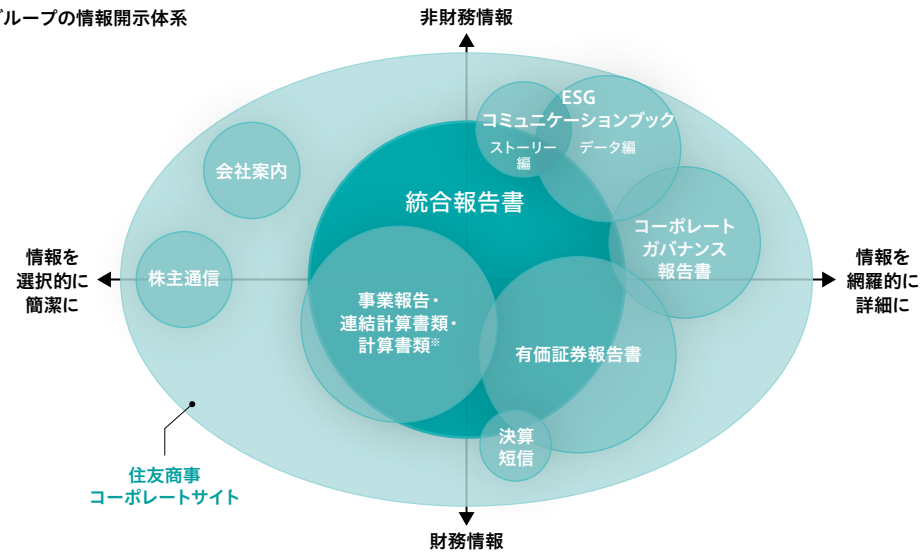 グループの情報開示体系
非財務情報
ESG
コミュニケーションブック
ストーリー
編
データ編
会社案内
統合報告書
コーポレート
ガバナンス
報告書
情報を
選択的に
簡潔に
株主通信
情報を
網羅的に
詳細に
事業報告・
連結計算書類・
計算書類※
有価証券報告書
決算
短信
住友商事
コーポレートサイト
財務情報